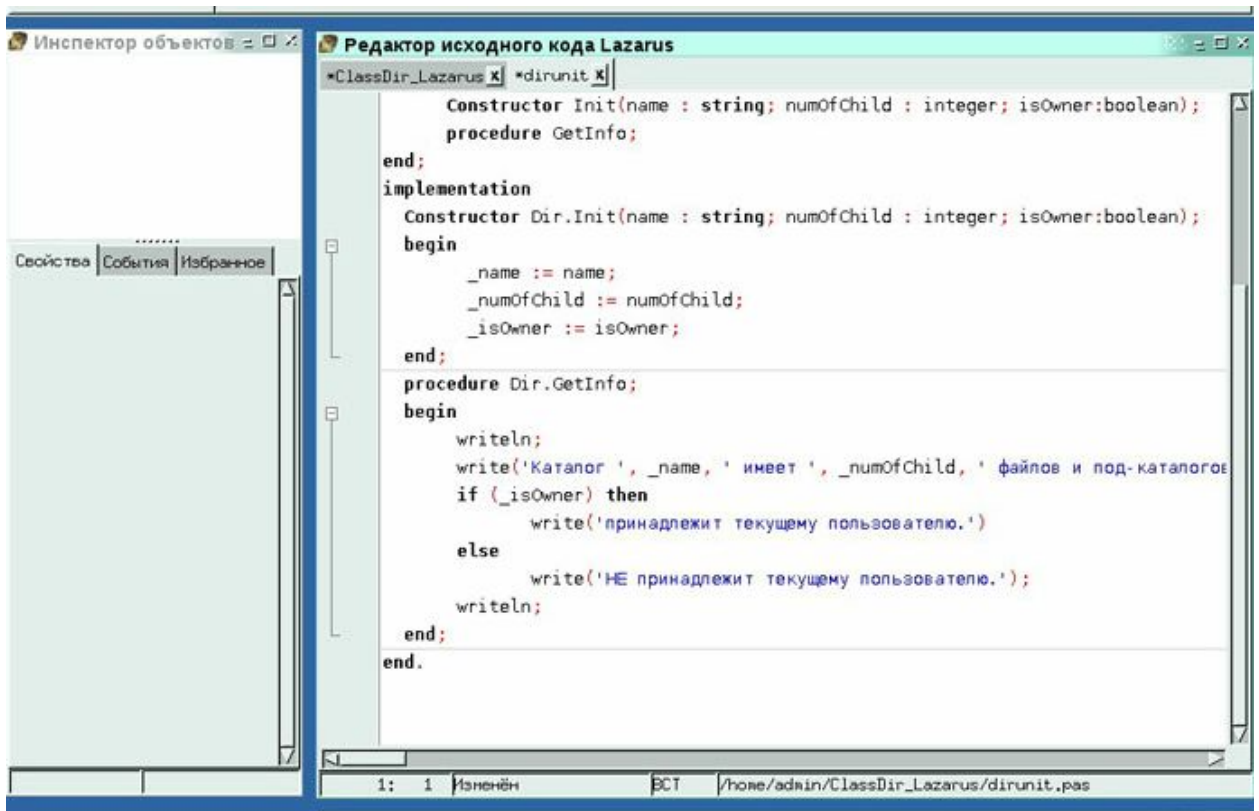 Инспектор объектов
Свойства События Избранное
Редактор исходного кода Lazarus
*ClassDir_Lazarus *dirunit
Constructor Init(name : string; numOfChild : integer; isOwner:boolean);
procedure GetInfo;
end;
implementation
Constructor Dir.Init(name : string; numOfChild : integer; isOwner:boolean);
begin
_name := name;
_numOfChild := numOfChild;
_isOwner := isOwner;
end;
procedure Dir.GetInfo;
begin
writeln;
write('Каталог ', _name, ' имеет ', _numOfChild, ' файлов и под-каталогов
if (_isOwner) then
write('принадлежит текущему пользователю.')
else
write('НЕ принадлежит текущему пользователю.');
writeln;
end;
end.
1: 1 Изменён ВСТ /home/admin/ClassDir_Lazarus/dirunit.pas